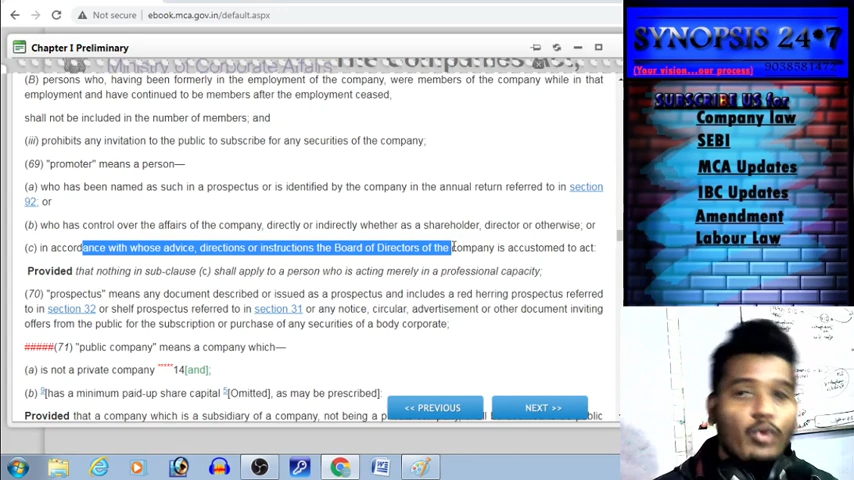 Not secure | ebook.mca.gov.in/default.aspx
Chapter I Preliminary
Ministry of Corporate Affairs The Companies Act,
(B) persons who, having been formerly in the employment of the company, were members of the company while in that
employment and have continued to be members after the employment ceased,
shall not be included in the number of members; and
(iii) prohibits any invitation to the public to subscribe for any securities of the company;
(69) "promoter" means a person—
(a) who has been named as such in a prospectus or is identified by the company in the annual return referred to in section
92; or
(b) who has control over the affairs of the company, directly or indirectly whether as a shareholder, director or otherwise; or
(c) in accordance with whose advice, directions or instructions the Board of Directors of the company is accustomed to act:
Provided that nothing in sub-clause (c) shall apply to a person who is acting merely in a professional capacity;
(70) "prospectus" means any document described or issued as a prospectus and includes a red herring prospectus referred
to in section 32 or shelf prospectus referred to in section 31 or any notice, circular, advertisement or other document inviting
offers from the public for the subscription or purchase of any securities of a body corporate;
#####(71) "public company" means a company which—
(a) is not a private company *****14[and];
(b) [has a minimum paid-up share capital [Omitted], as may be prescribed]:
Provided that a company which is a subsidiary of a company, not being a
<< PREVIOUS
NEXT >>
SYNOPSIS 24*7
(Your vision...our process)
9038581477
SUBSCRIBE US for
Company law
SEBI
MCA Updates
IBC Updates
Amendment
Labour Law